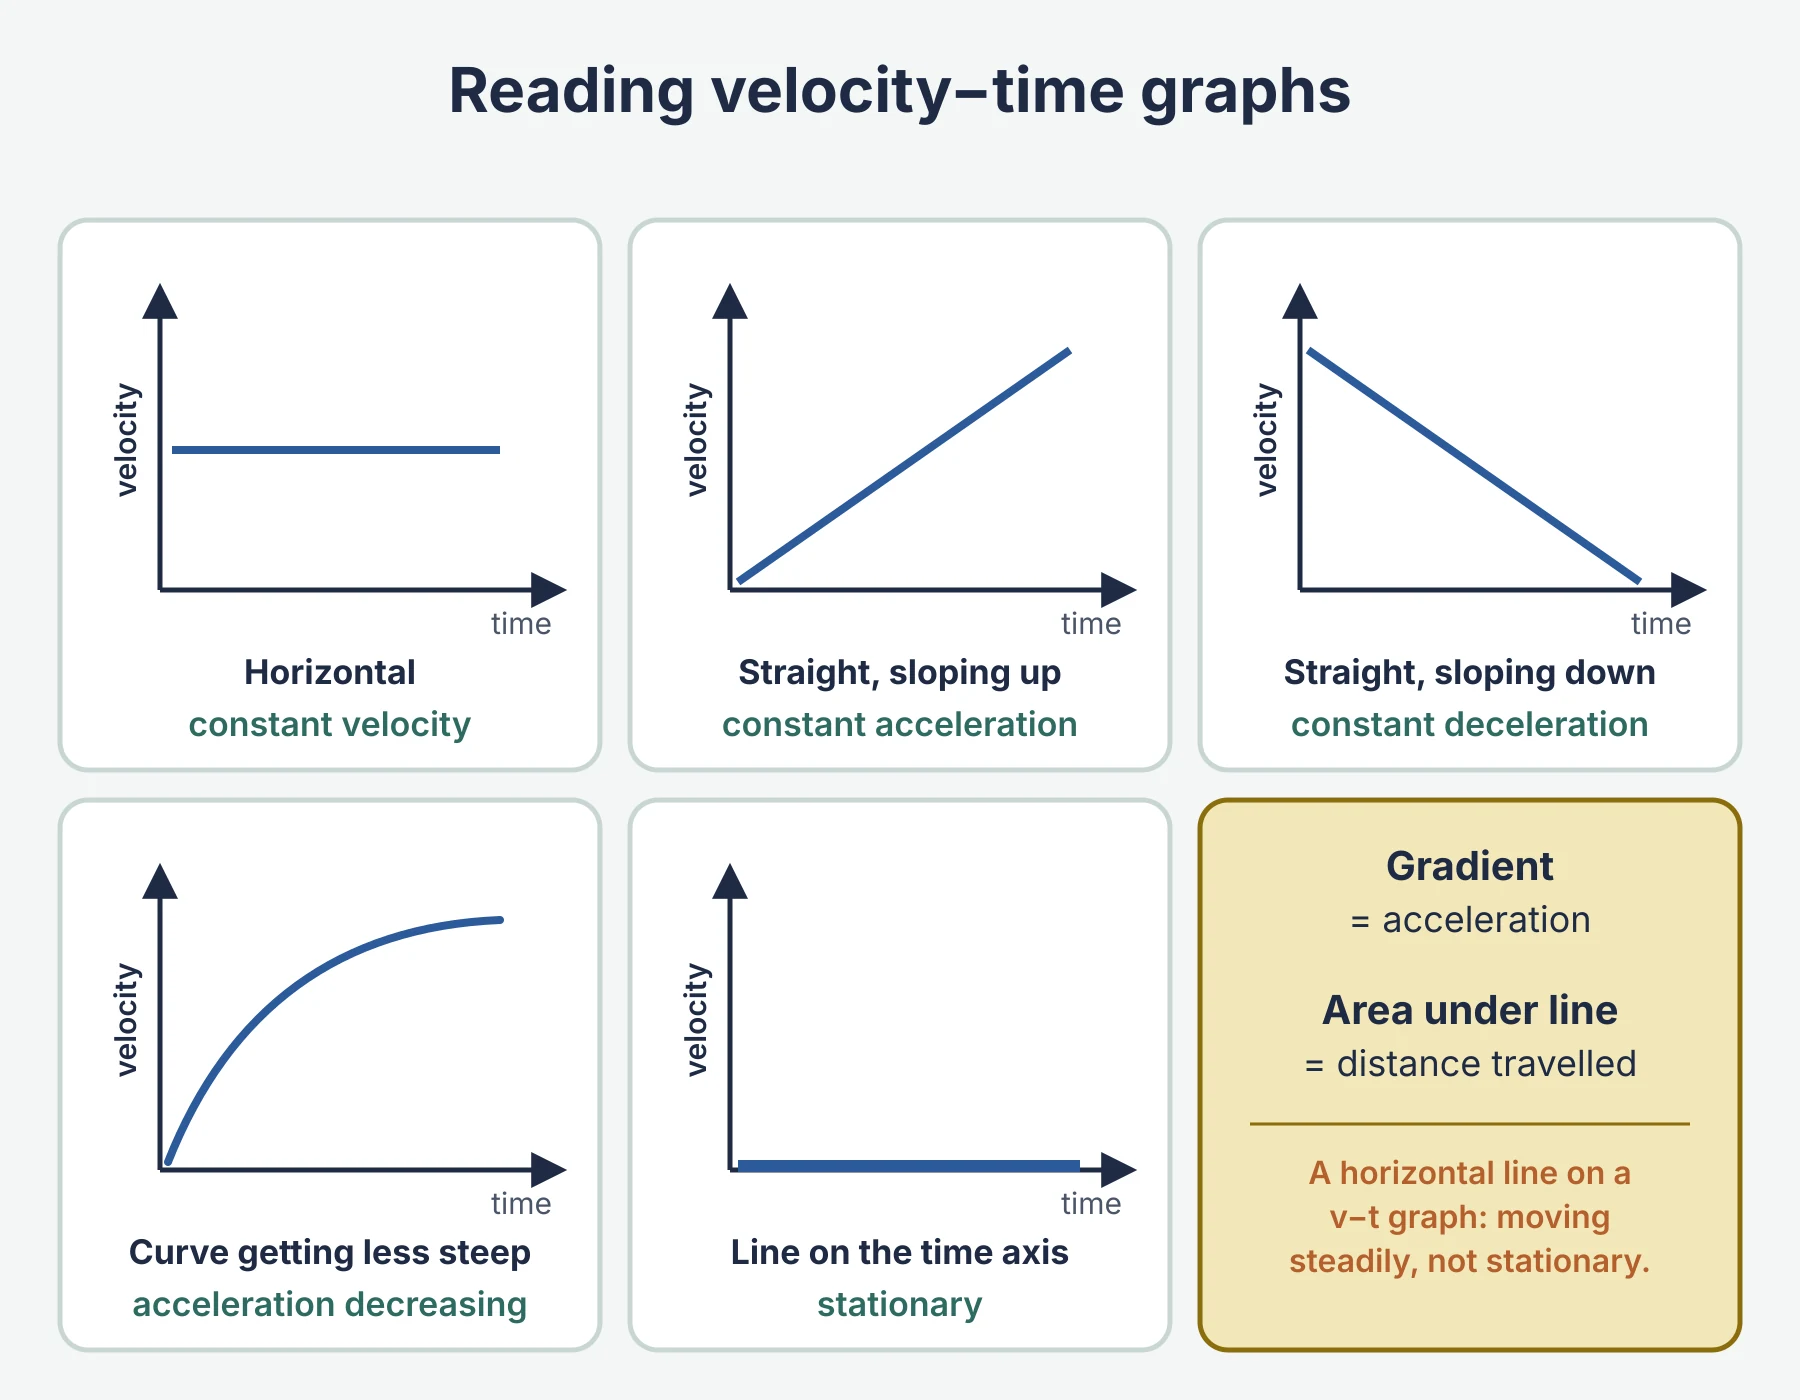 Reading velocity–time graphs
velocity
time
Horizontal
constant velocity
velocity
time
Straight, sloping up
constant acceleration
velocity
time
Straight, sloping down
constant deceleration
velocity
time
Curve getting less steep
acceleration decreasing
velocity
time
Line on the time axis
stationary
Gradient
= acceleration
Area under line
= distance travelled
A horizontal line on a
v–t graph: moving
steadily, not stationary.